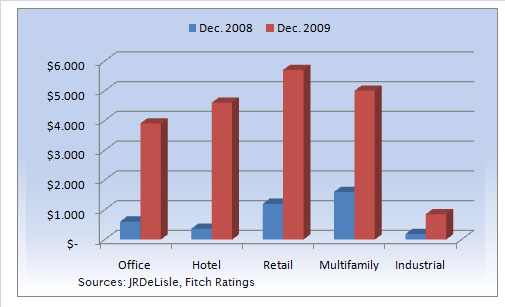 Dec. 2008 Dec. 2009
$6.000
$5.000
$4.000
$3.000
$2.000
$1.000
$-
Office Hotel Retail Multifamily Industrial
Sources: JRDeLisle, Fitch Ratings